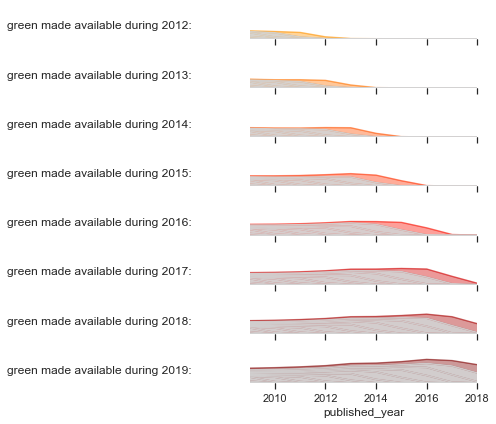 green made available during 2012:
green made available during 2013:
green made available during 2014:
green made available during 2015:
green made available during 2016:
green made available during 2017:
green made available during 2018:
green made available during 2019:
2010 2012 2014 2016 2018
published_year